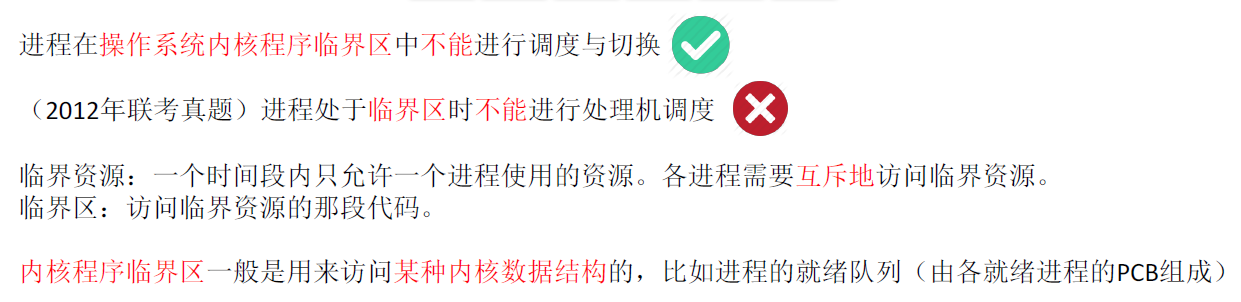 进程在操作系统内核程序临界区中不能进行调度与切换
（2012年联考真题）进程处于临界区时不能进行处理机调度
临界资源：一个时间段内只允许一个进程使用的资源。各进程需要互斥地访问临界资源。
临界区：访问临界资源的那段代码。
内核程序临界区一般是用来访问某种内核数据结构的，比如进程的就绪队列（由各就绪进程的PCB组成）